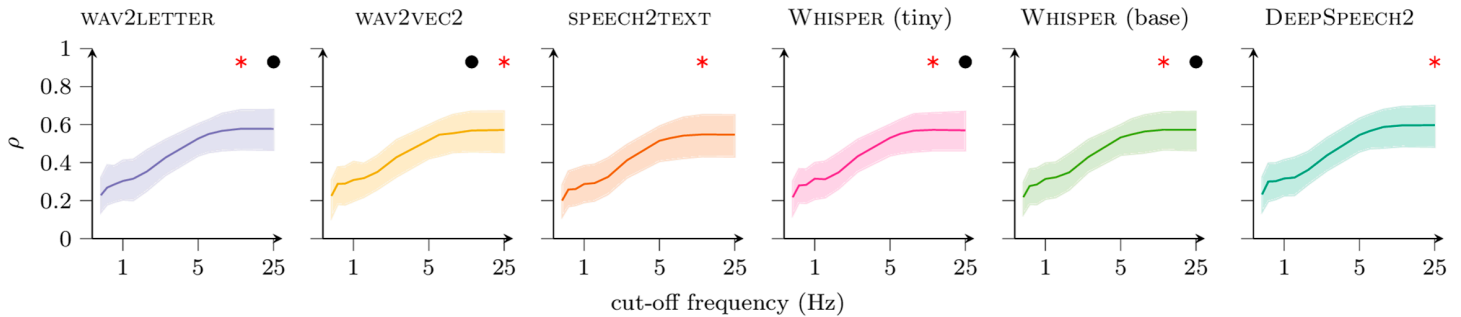 WAV2LETTER WAV2VEC2 SPEECH2TEXT WHISPER (tiny) WHISPER (base) DEEPSPEECH2
1
0.8
0.6
0.4
0.2
0
ρ
1 5 25 1 5 25 1 5 25 1 5 25 1 5 25 1 5 25
cut-off frequency (Hz)